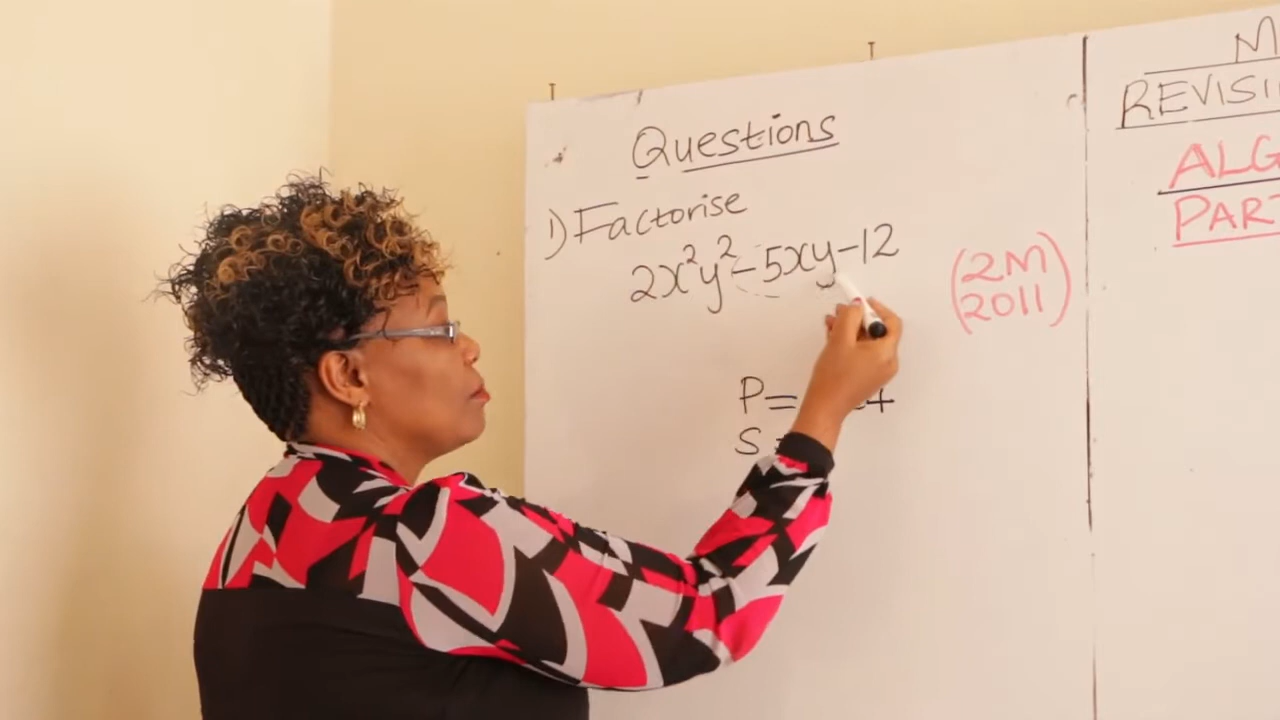 Questions
1) Factorise
2x²y² - 5xy - 12
(2M
2011)
P =
S =
M
REVISI
ALG
PART